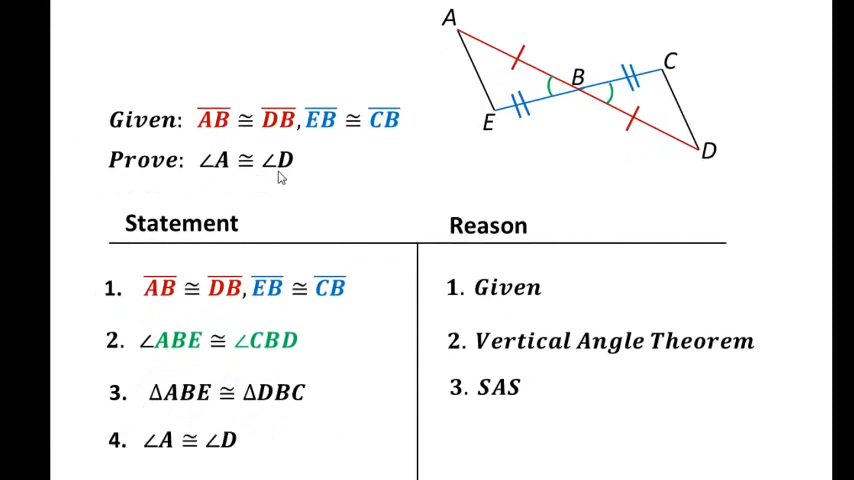 A
B
C
E
D
Given: AB ≅ DB, EB ≅ CB
Prove: ∠A ≅ ∠D
Statement
Reason
1. AB ≅ DB, EB ≅ CB
1. Given
2. ∠ABE ≅ ∠CBD
2. Vertical Angle Theorem
3. ΔABE ≅ ΔDBC
3. SAS
4. ∠A ≅ ∠D